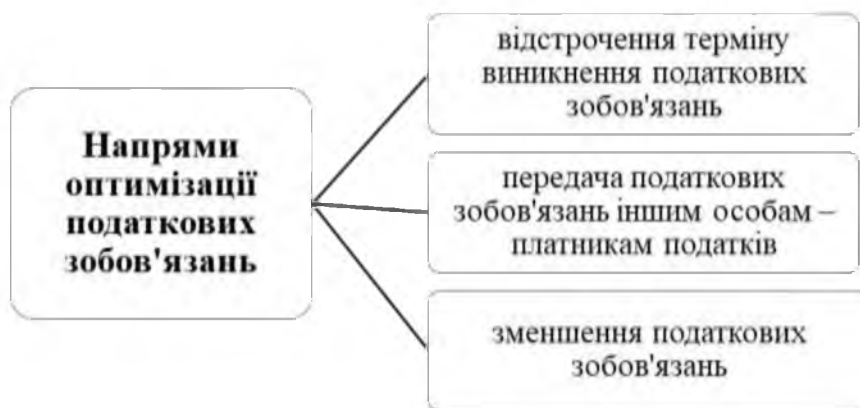 Напрями
оптимізації
податкових
зобов'язань
відстрочення терміну
виникнення податкових
зобов'язань
передача податкових
зобов'язань іншим особам –
платникам податків
зменшення податкових
зобов'язань